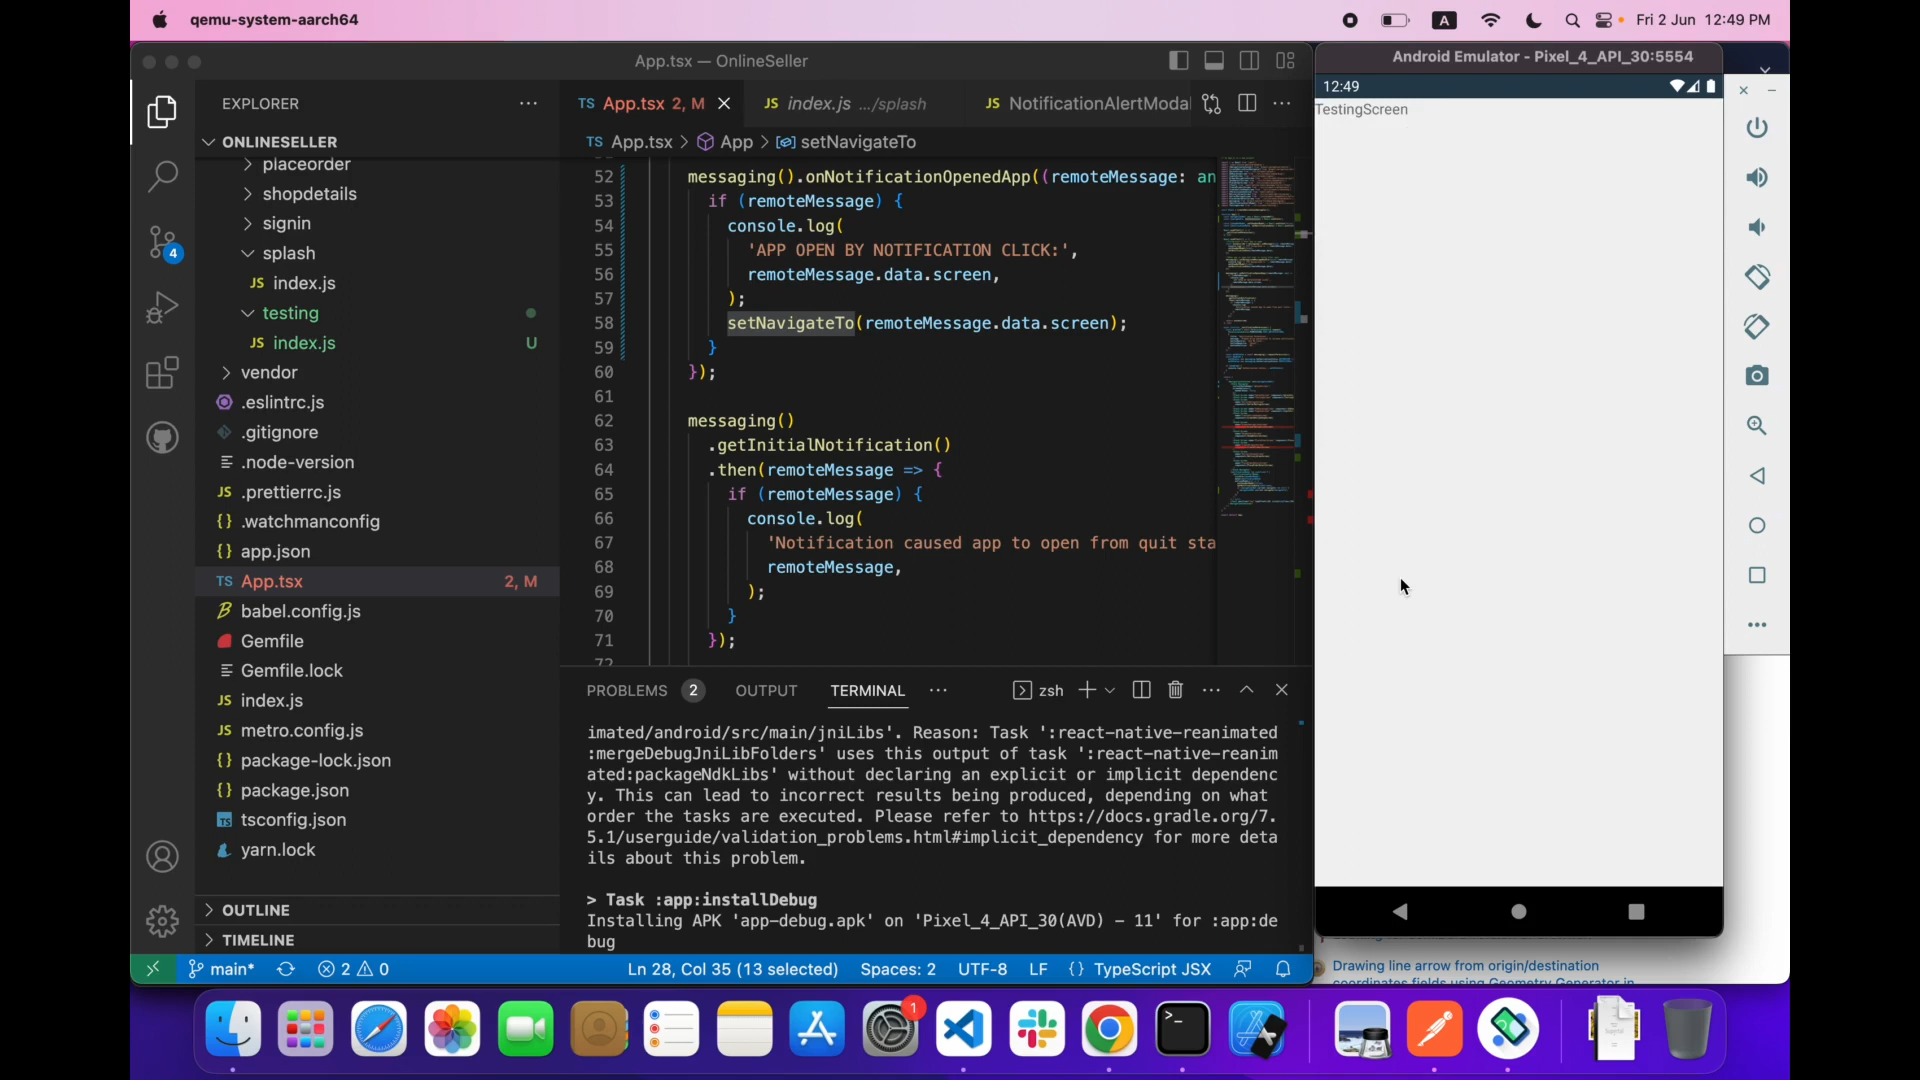 qemu-system-aarch64
A
Fri 2 Jun 12:49 PM
App.tsx — OnlineSeller
EXPLORER
ONLINESELLER
placeorder
shopdetails
signin
splash
JS index.js
testing
JS index.js U
vendor
.eslintrc.js
.gitignore
.node-version
JS .prettierrc.js
{} .watchmanconfig
{} app.json
TS App.tsx 2, M
babel.config.js
Gemfile
Gemfile.lock
JS index.js
JS metro.config.js
{} package-lock.json
{} package.json
TS tsconfig.json
yarn.lock
OUTLINE
TIMELINE
4
TS App.tsx 2, M
JS index.js .../splash
JS NotificationAlertModal
TS App.tsx > App > setNavigateTo
52 messaging().onNotificationOpenedApp((remoteMessage: an
53 if (remoteMessage) {
54 console.log(
55 'APP OPEN BY NOTIFICATION CLICK:',
56 remoteMessage.data.screen,
57 );
58 setNavigateTo(remoteMessage.data.screen);
59 }
60 });
61
62 messaging()
63 .getInitialNotification()
64 .then(remoteMessage => {
65 if (remoteMessage) {
66 console.log(
67 'Notification caused app to open from quit sta
68 remoteMessage,
69 );
70 }
71 });
72
PROBLEMS 2 OUTPUT TERMINAL zsh
imated/android/src/main/jniLibs'. Reason: Task ':react-native-reanimated
:mergeDebugJniLibFolders' uses this output of task ':react-native-reanim
ated:packageNdkLibs' without declaring an explicit or implicit dependenc
y. This can lead to incorrect results being produced, depending on what
order the tasks are executed. Please refer to https://docs.gradle.org/7.
5.1/userguide/validation_problems.html#implicit_dependency for more deta
ils about this problem.
> Task :app:installDebug
Installing APK 'app-debug.apk' on 'Pixel_4_API_30(AVD) - 11' for :app:de
bug
main* 2 0 Ln 28, Col 35 (13 selected) Spaces: 2 UTF-8 LF {} TypeScript JSX
Android Emulator - Pixel_4_API_30:5554
12:49
TestingScreen
Drawing line arrow from origin/destination
coordinates fields using Geometry Generator in
1